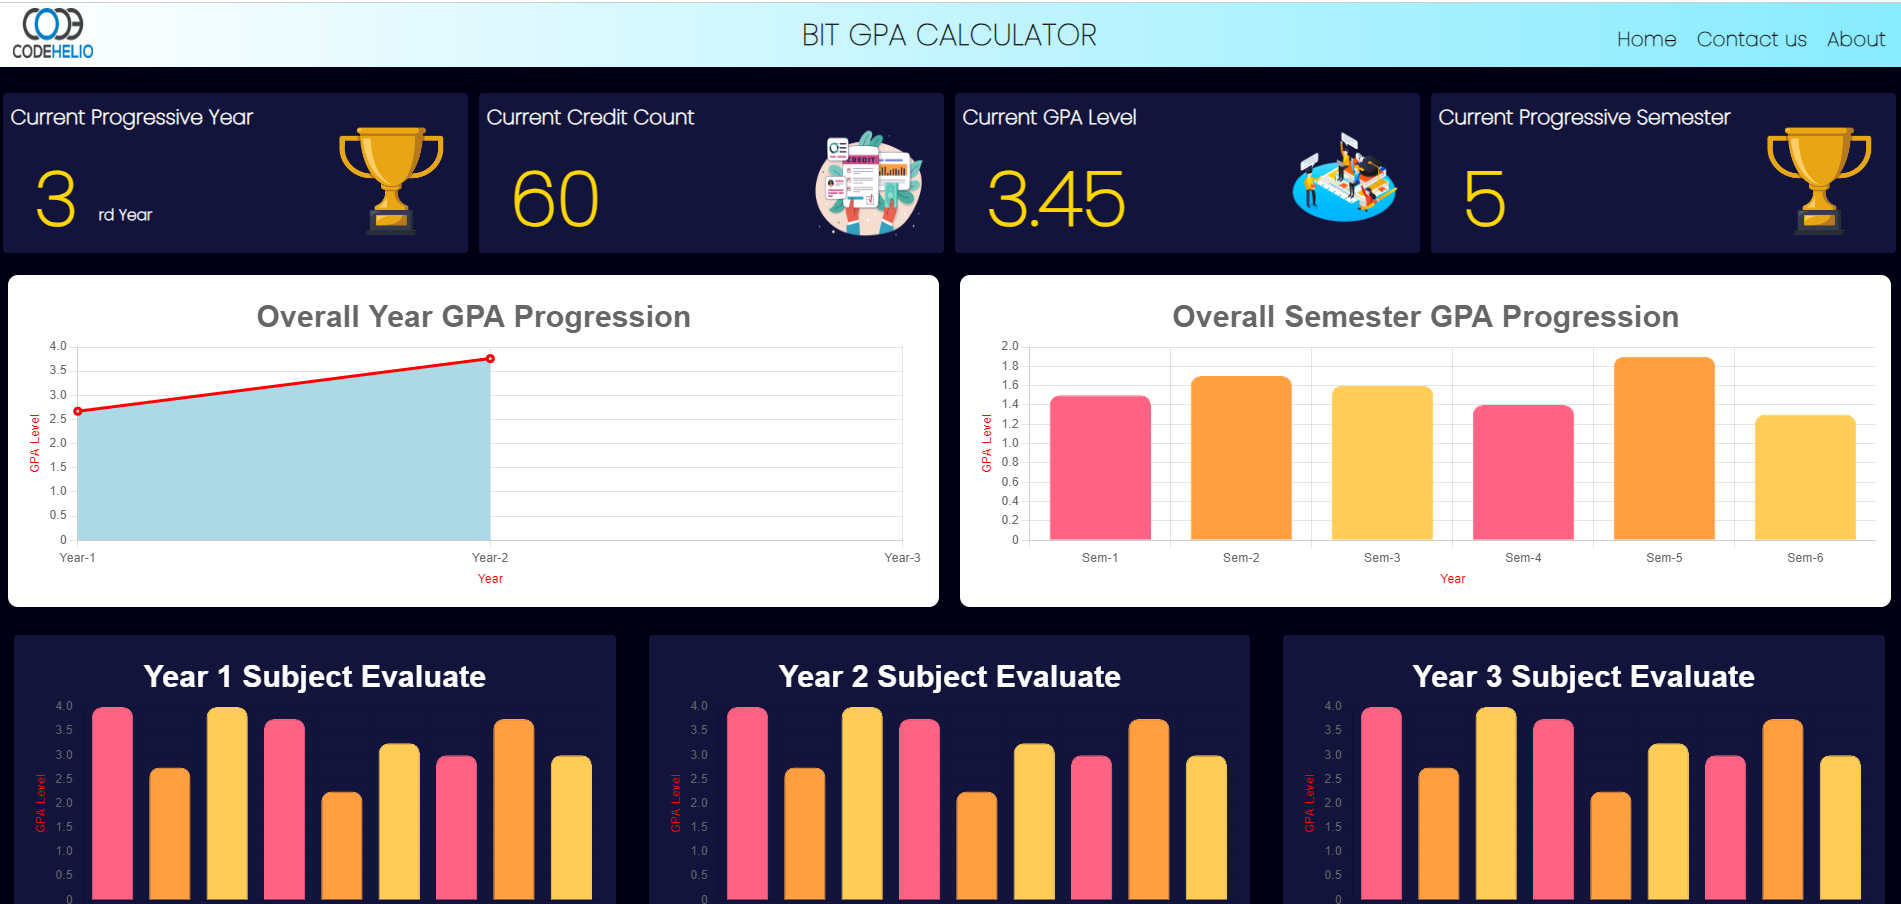 CODE
CODEHELIO
BIT GPA CALCULATOR
Home Contact us About
Current Progressive Year
3 rd Year
Current Credit Count
60
CREDIT
Current GPA Level
3.45
Current Progressive Semester
5
Overall Year GPA Progression
4.0
3.5
3.0
2.5
2.0
1.5
1.0
0.5
0
GPA Level
Year-1 Year-2 Year-3
Year
Overall Semester GPA Progression
2.0
1.8
1.6
1.4
1.2
1.0
0.8
0.6
0.4
0.2
0
GPA Level
Sem-1 Sem-2 Sem-3 Sem-4 Sem-5 Sem-6
Year
Year 1 Subject Evaluate
4.0
3.5
3.0
2.5
2.0
1.5
1.0
0.5
0
GPA Level
Year 2 Subject Evaluate
4.0
3.5
3.0
2.5
2.0
1.5
1.0
0.5
0
GPA Level
Year 3 Subject Evaluate
4.0
3.5
3.0
2.5
2.0
1.5
1.0
0.5
0
GPA Level